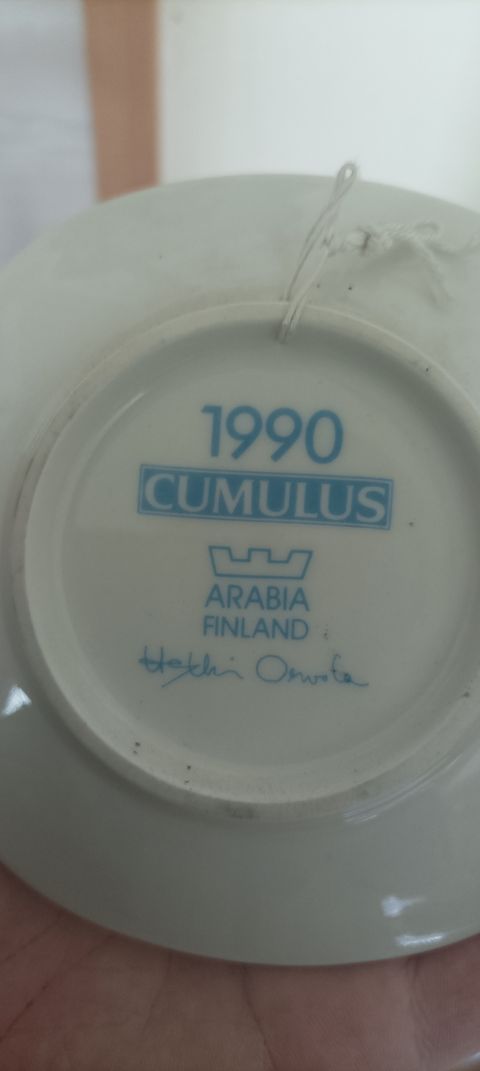 1990
CUMULUS
ARABIA
FINLAND
Heikki Orvola